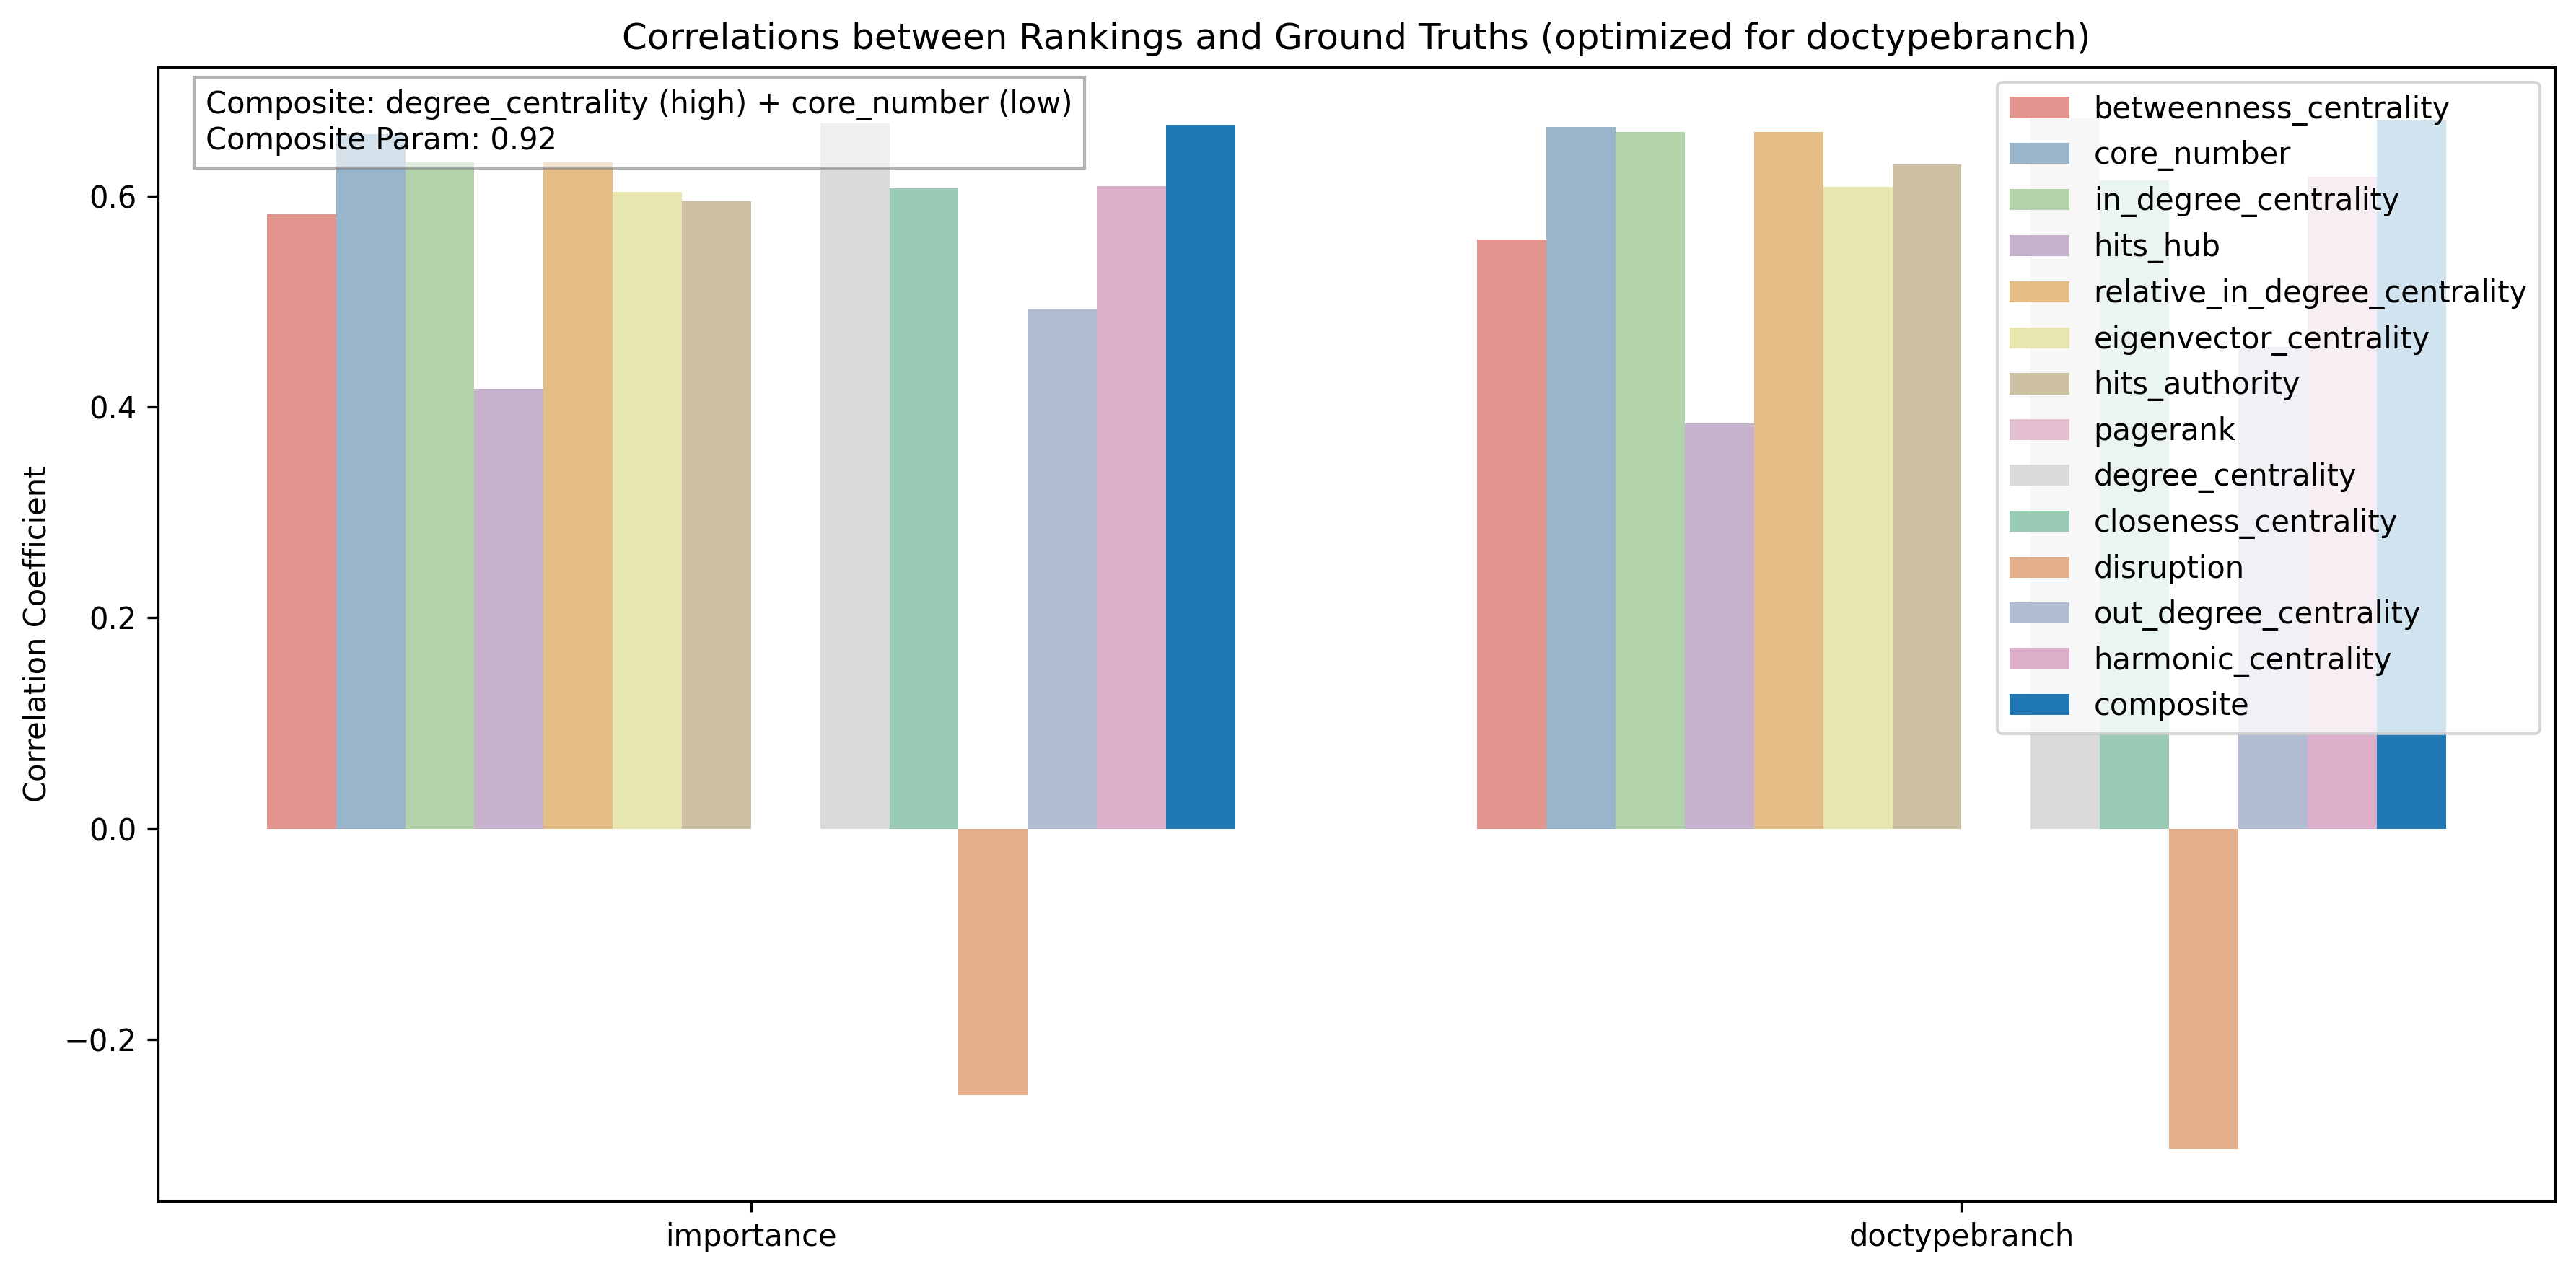 Correlations between Rankings and Ground Truths (optimized for doctypebranch)
Composite: degree_centrality (high) + core_number (low)
Composite Param: 0.92
betweenness_centrality
core_number
in_degree_centrality
hits_hub
relative_in_degree_centrality
eigenvector_centrality
hits_authority
pagerank
degree_centrality
closeness_centrality
disruption
out_degree_centrality
harmonic_centrality
composite
Correlation Coefficient
0.6
0.4
0.2
0.0
−0.2
importance
doctypebranch